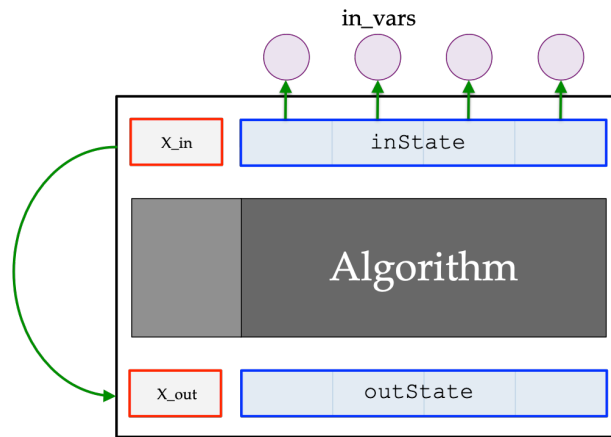 in_vars
X_in
inState
Algorithm
X_out
outState